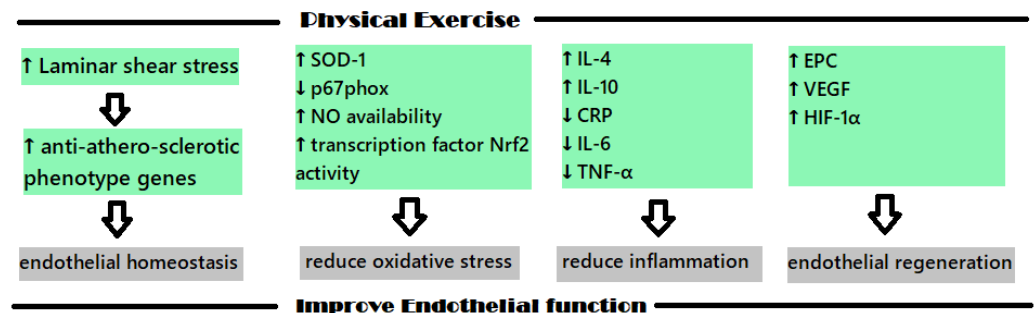 Physical Exercise
↑ Laminar shear stress
↑ anti-athero-sclerotic
phenotype genes
endothelial homeostasis
↑ SOD-1
↓ p67phox
↑ NO availability
↑ transcription factor Nrf2
activity
reduce oxidative stress
↑ IL-4
↑ IL-10
↓ CRP
↓ IL-6
↓ TNF-α
reduce inflammation
↑ EPC
↑ VEGF
↑ HIF-1α
endothelial regeneration
Improve Endothelial function